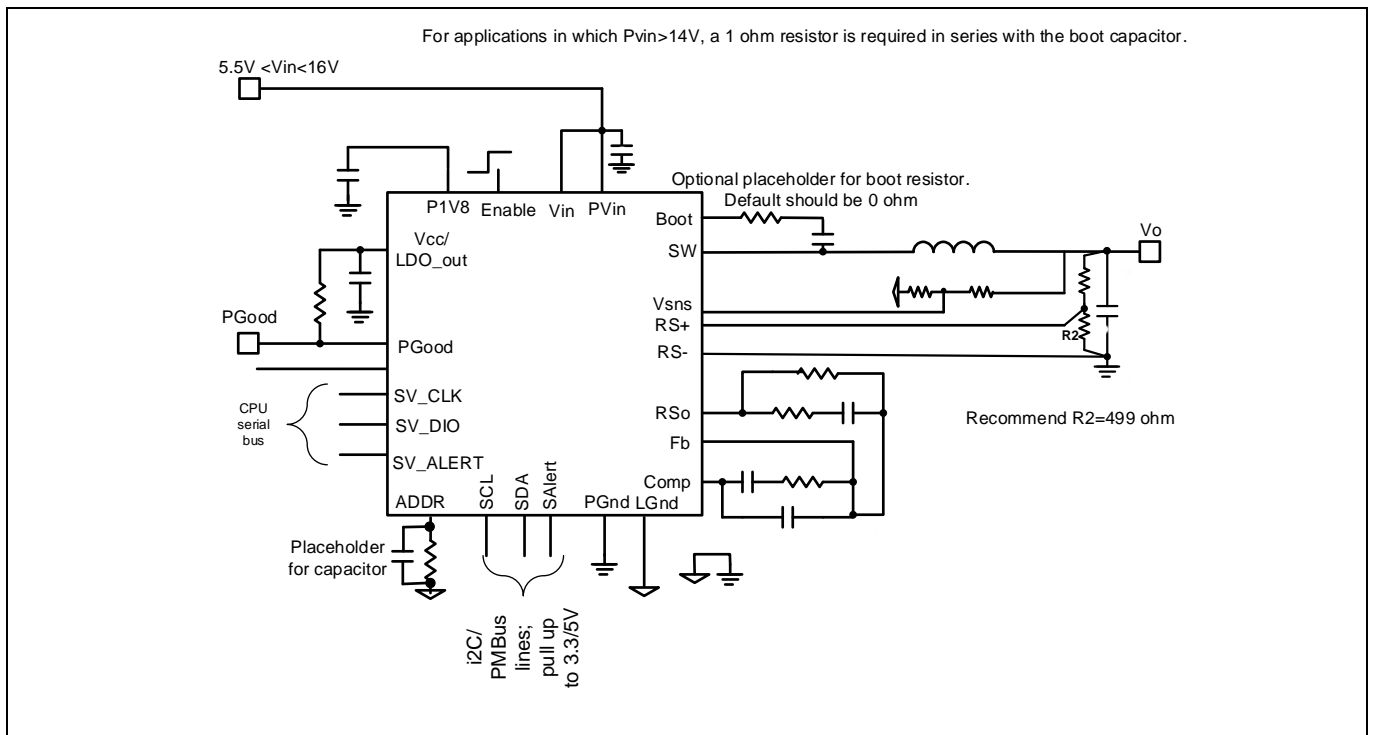 For applications in which Pvin>14V, a 1 ohm resistor is required in series with the boot capacitor.
5.5V <Vin<16V
Optional placeholder for boot resistor.
Default should be 0 ohm
P1V8
Enable
Vin
PVin
Boot
Vcc/
LDO_out
SW
Vo
Vsns
PGood
RS+
R2
PGood
RS-
CPU
serial
bus
SV_CLK
SV_DIO
SV_ALERT
RSo
Recommend R2=499 ohm
Fb
Comp
ADDR
SCL
SDA
SAlert
PGnd
LGnd
Placeholder
for capacitor
i2C/
PMBus
lines;
pull up
to 3.3/5V